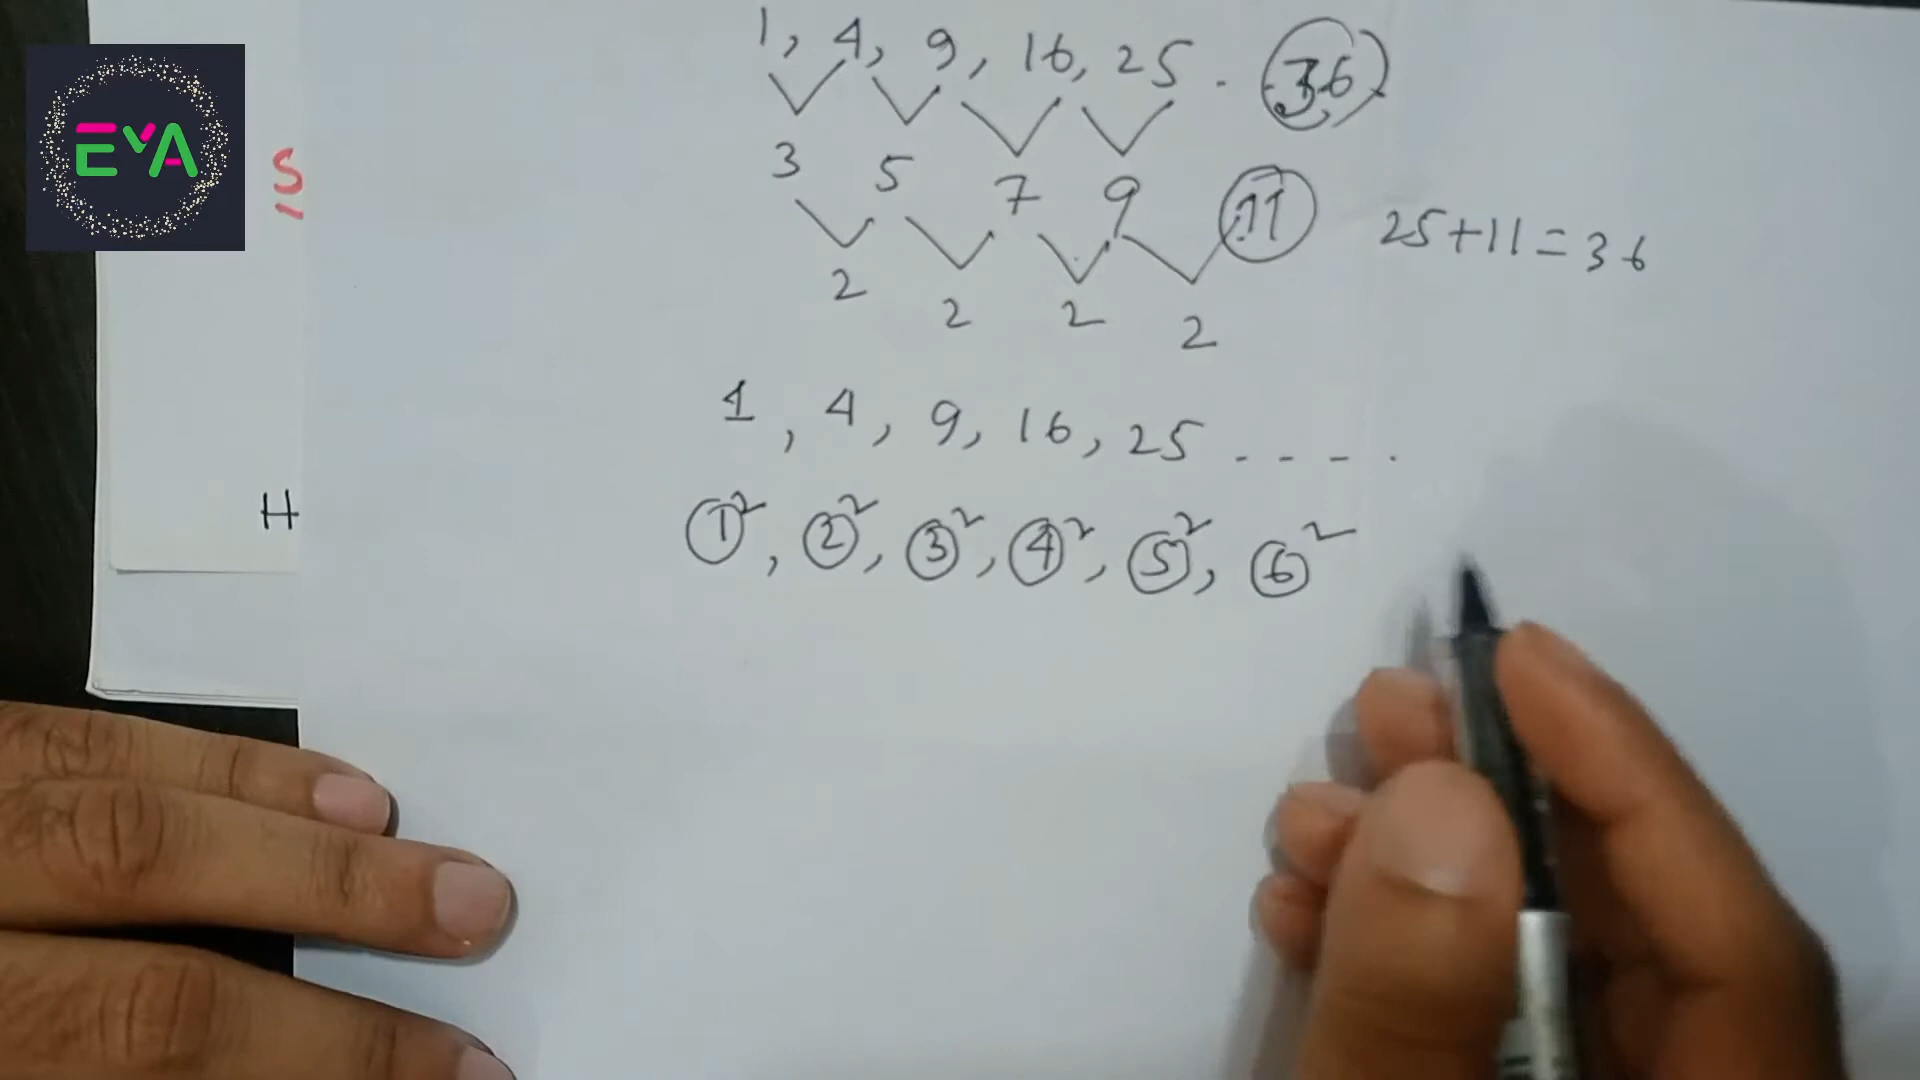 EYA
S
1, 4, 9, 16, 25 . 36
3 5 7 9 11 25+11=36
2 2 2 2
1, 4, 9, 16, 25 - - - .
H
1², 2², 3², 4², 5², 6²